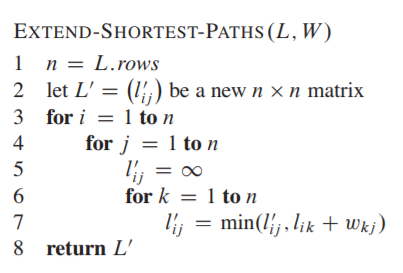 EXTEND-SHORTEST-PATHS(L, W)
1 n = L.rows
2 let L′ = (l′ij) be a new n × n matrix
3 for i = 1 to n
4 for j = 1 to n
5 l′ij = ∞
6 for k = 1 to n
7 l′ij = min(l′ij, lik + wkj)
8 return L′